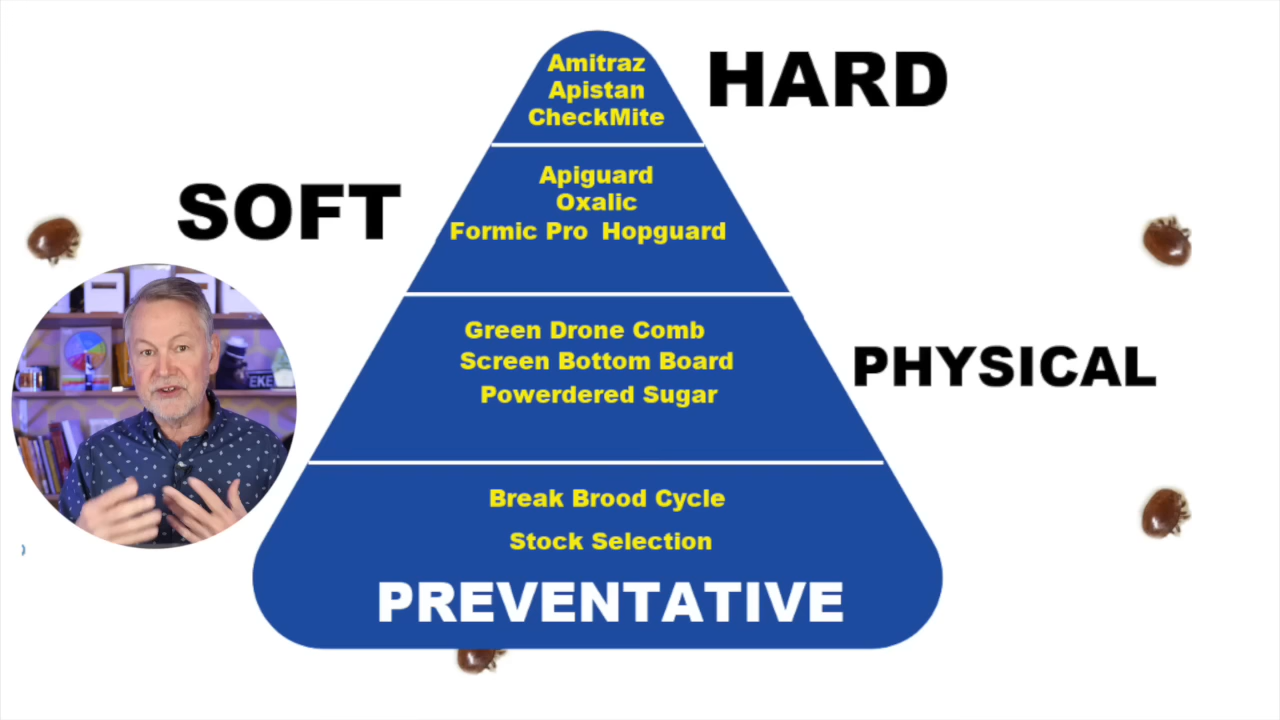 Amitraz
Apistan
CheckMite
HARD
Apiguard
Oxalic
Formic Pro Hopguard
SOFT
Green Drone Comb
Screen Bottom Board
Powerdered Sugar
PHYSICAL
Break Brood Cycle
Stock Selection
PREVENTATIVE
EKE